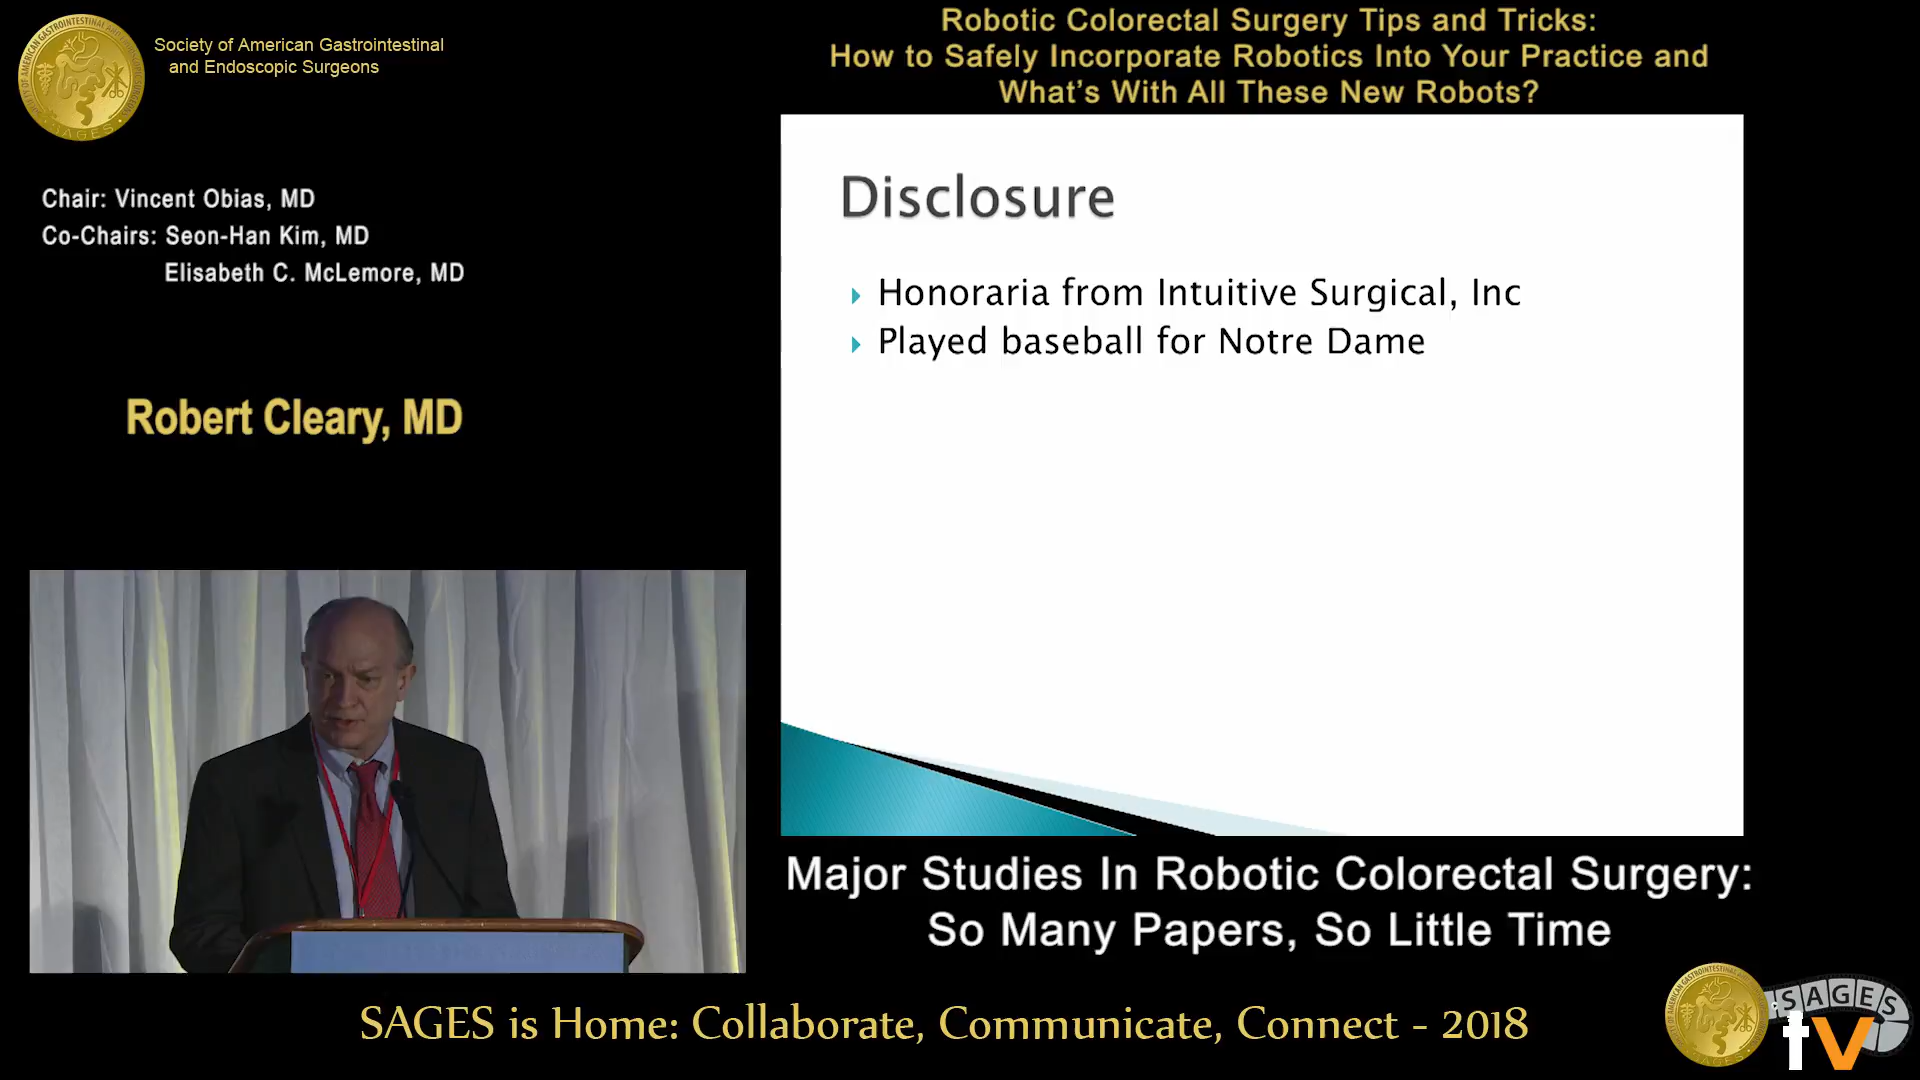 Society of American Gastrointestinal
and Endoscopic Surgeons
Robotic Colorectal Surgery Tips and Tricks:
How to Safely Incorporate Robotics Into Your Practice and
What's With All These New Robots?
Chair: Vincent Obias, MD
Co-Chairs: Seon-Han Kim, MD
Elisabeth C. McLemore, MD
Robert Cleary, MD
Disclosure
Honoraria from Intuitive Surgical, Inc
Played baseball for Notre Dame
Major Studies In Robotic Colorectal Surgery:
So Many Papers, So Little Time
SAGES is Home: Collaborate, Communicate, Connect - 2018
SAGES
tv